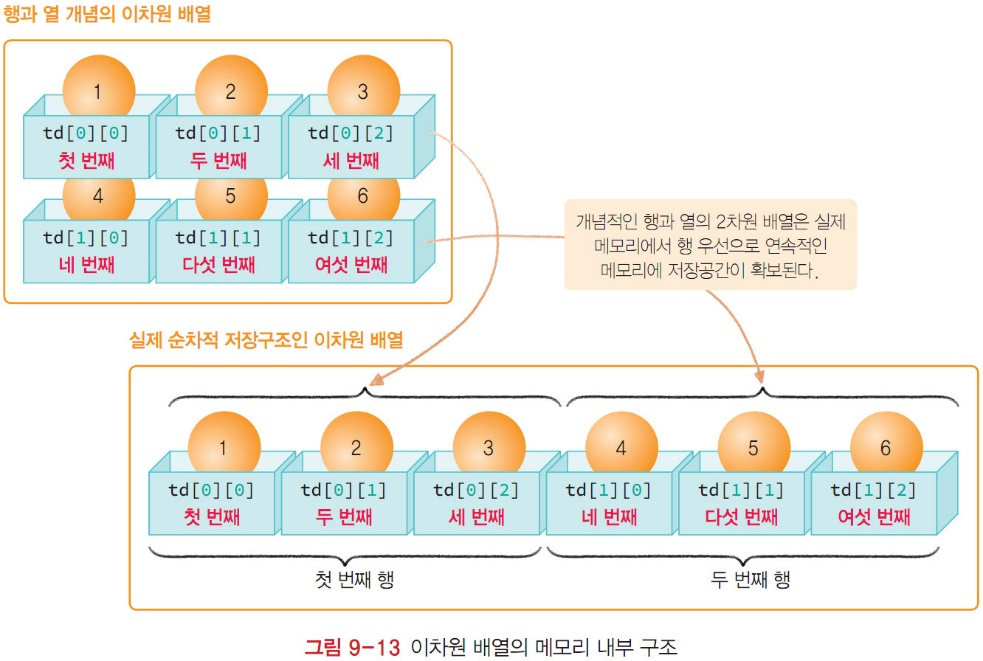 행과 열 개념의 이차원 배열
1 2 3
td[0][0] td[0][1] td[0][2]
첫 번째 두 번째 세 번째
4 5 6
td[1][0] td[1][1] td[1][2]
네 번째 다섯 번째 여섯 번째
개념적인 행과 열의 2차원 배열은 실제
메모리에서 행 우선으로 연속적인
메모리에 저장공간이 확보된다.
실제 순차적 저장구조인 이차원 배열
1 2 3 4 5 6
td[0][0] td[0][1] td[0][2] td[1][0] td[1][1] td[1][2]
첫 번째 두 번째 세 번째 네 번째 다섯 번째 여섯 번째
첫 번째 행 두 번째 행
그림 9-13 이차원 배열의 메모리 내부 구조